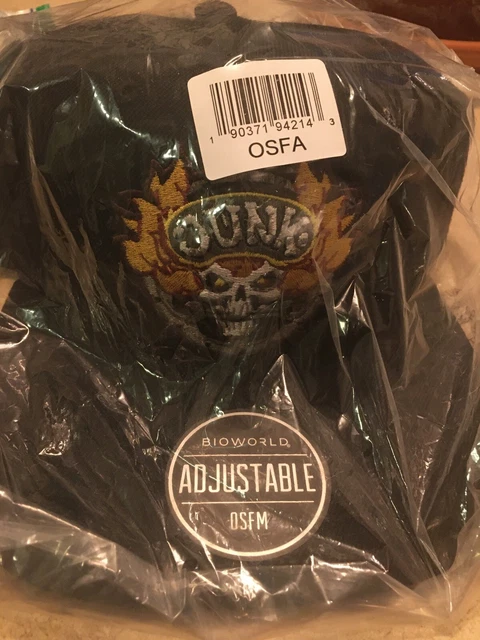 1 90371 94214 3
OSFA
JUNK
BIOWORLD
ADJUSTABLE
OSFM